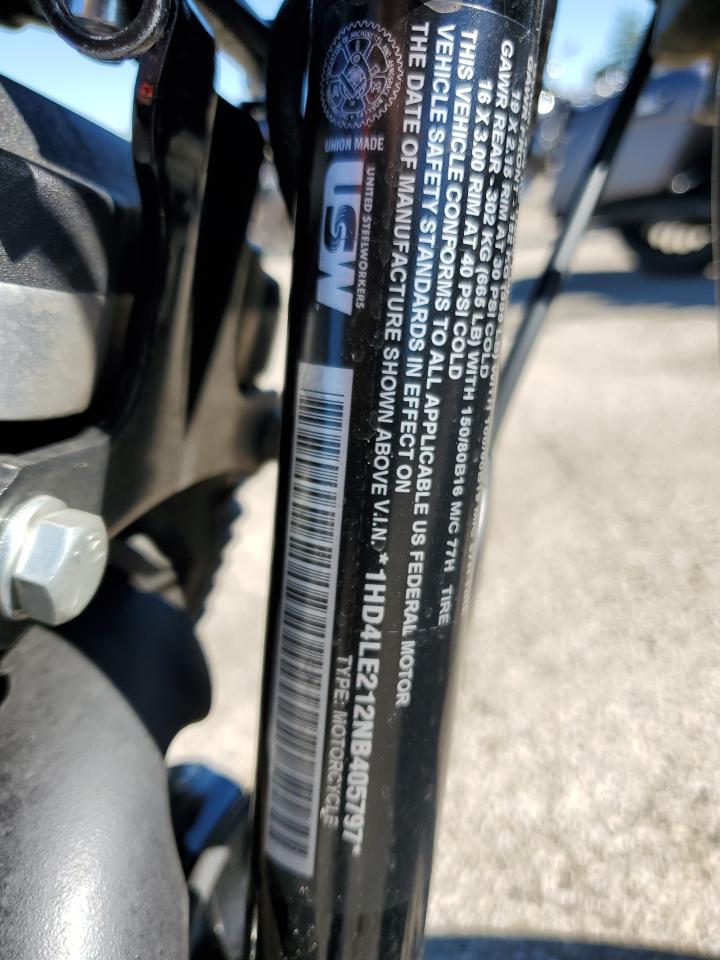 GAWR REAR - 302 KG (665 LB) WITH 150/80B16 M/C 77H TIRE
16 X 3.00 RIM AT 40 PSI COLD
THIS VEHICLE CONFORMS TO ALL APPLICABLE US FEDERAL MOTOR
VEHICLE SAFETY STANDARDS IN EFFECT ON
THE DATE OF MANUFACTURE SHOWN ABOVE V.I.N.
*1HD4LE212NB405797*
TYPE: MOTORCYCLE
UNION MADE
UNITED STEELWORKERS
USW